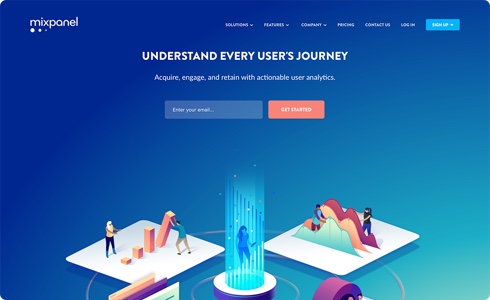 mixpanel
SOLUTIONS FEATURES COMPANY PRICING CONTACT US LOG IN SIGN UP
UNDERSTAND EVERY USER'S JOURNEY
Acquire, engage, and retain with actionable user analytics.
Enter your email... GET STARTED